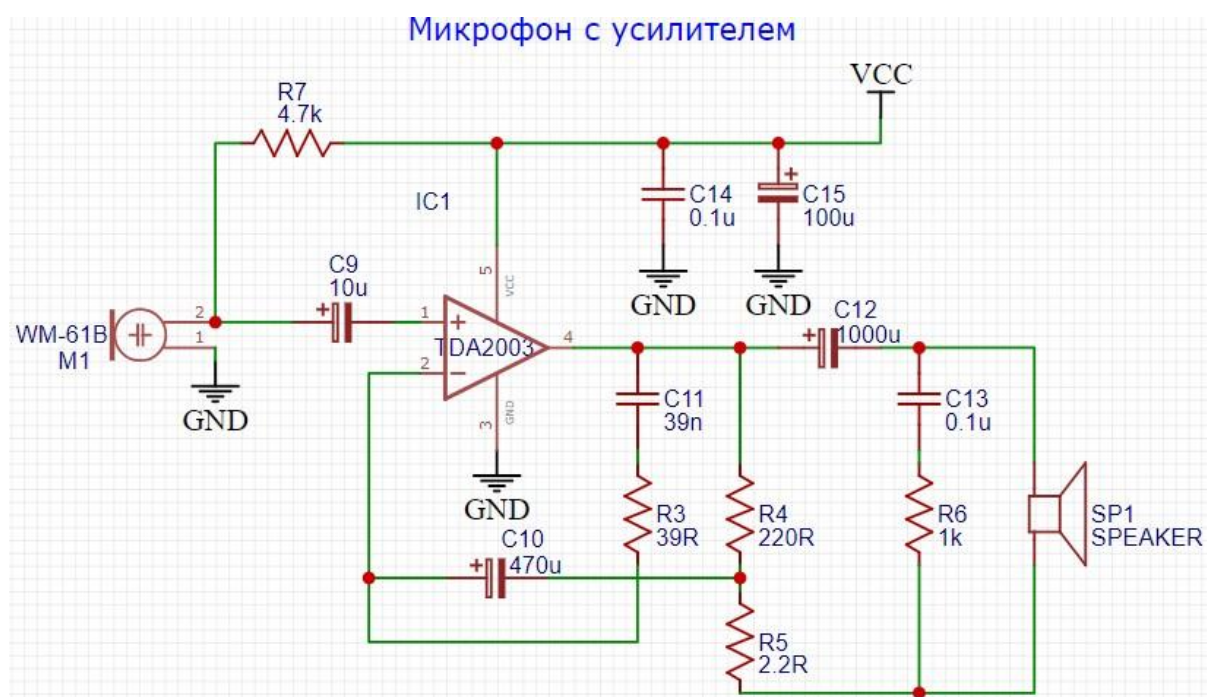 Микрофон с усилителем
VCC
R7
4.7k
IC1
C14
0.1u
+
C15
100u
GND
GND
C9
10u
5
VCC
WM-61B
M1
2
1
+
1
+
TDA2003
4
2
−
3
GND
GND
GND
+
C12
1000u
C11
39n
C13
0.1u
R3
39R
R4
220R
R6
1k
SP1
SPEAKER
C10
470u
+
R5
2.2R